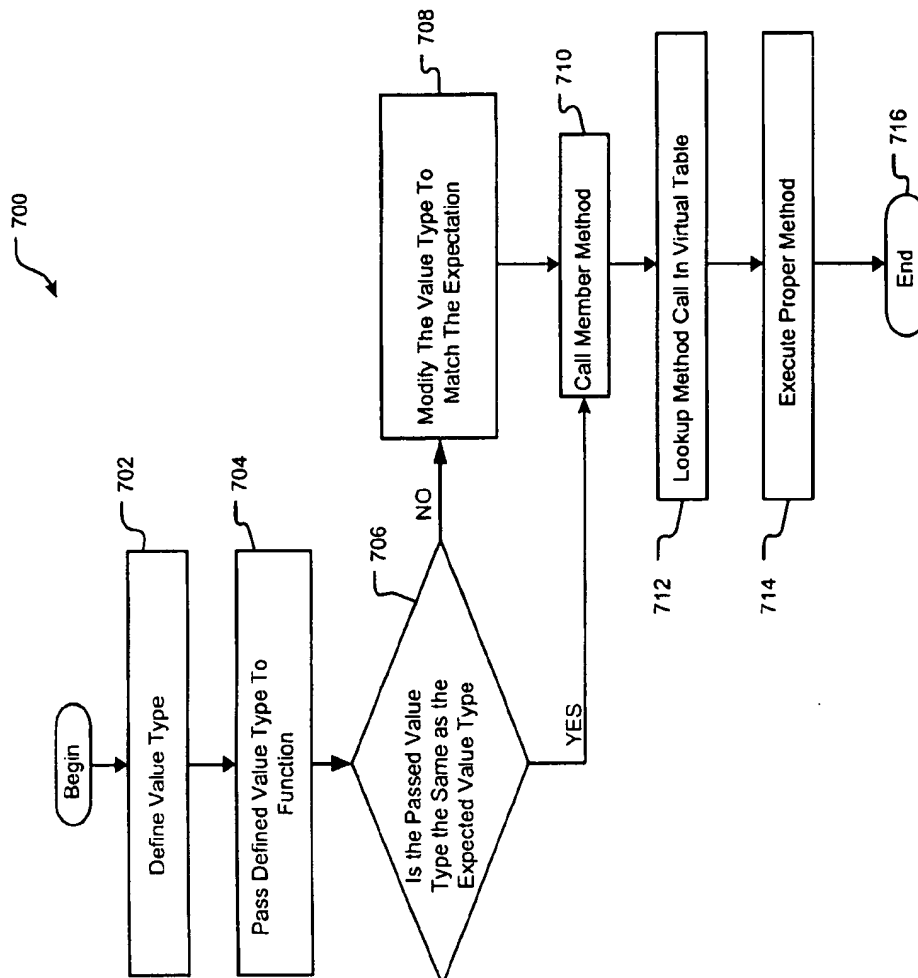 700
Begin
702
Define Value Type
704
Pass Defined Value Type To
Function
706
Is the Passed Value
Type the Same as the
Expected Value Type
NO
YES
708
Modify The Value Type To
Match The Expectation
710
Call Member Method
712
Lookup Method Call In Virtual Table
714
Execute Proper Method
End
716